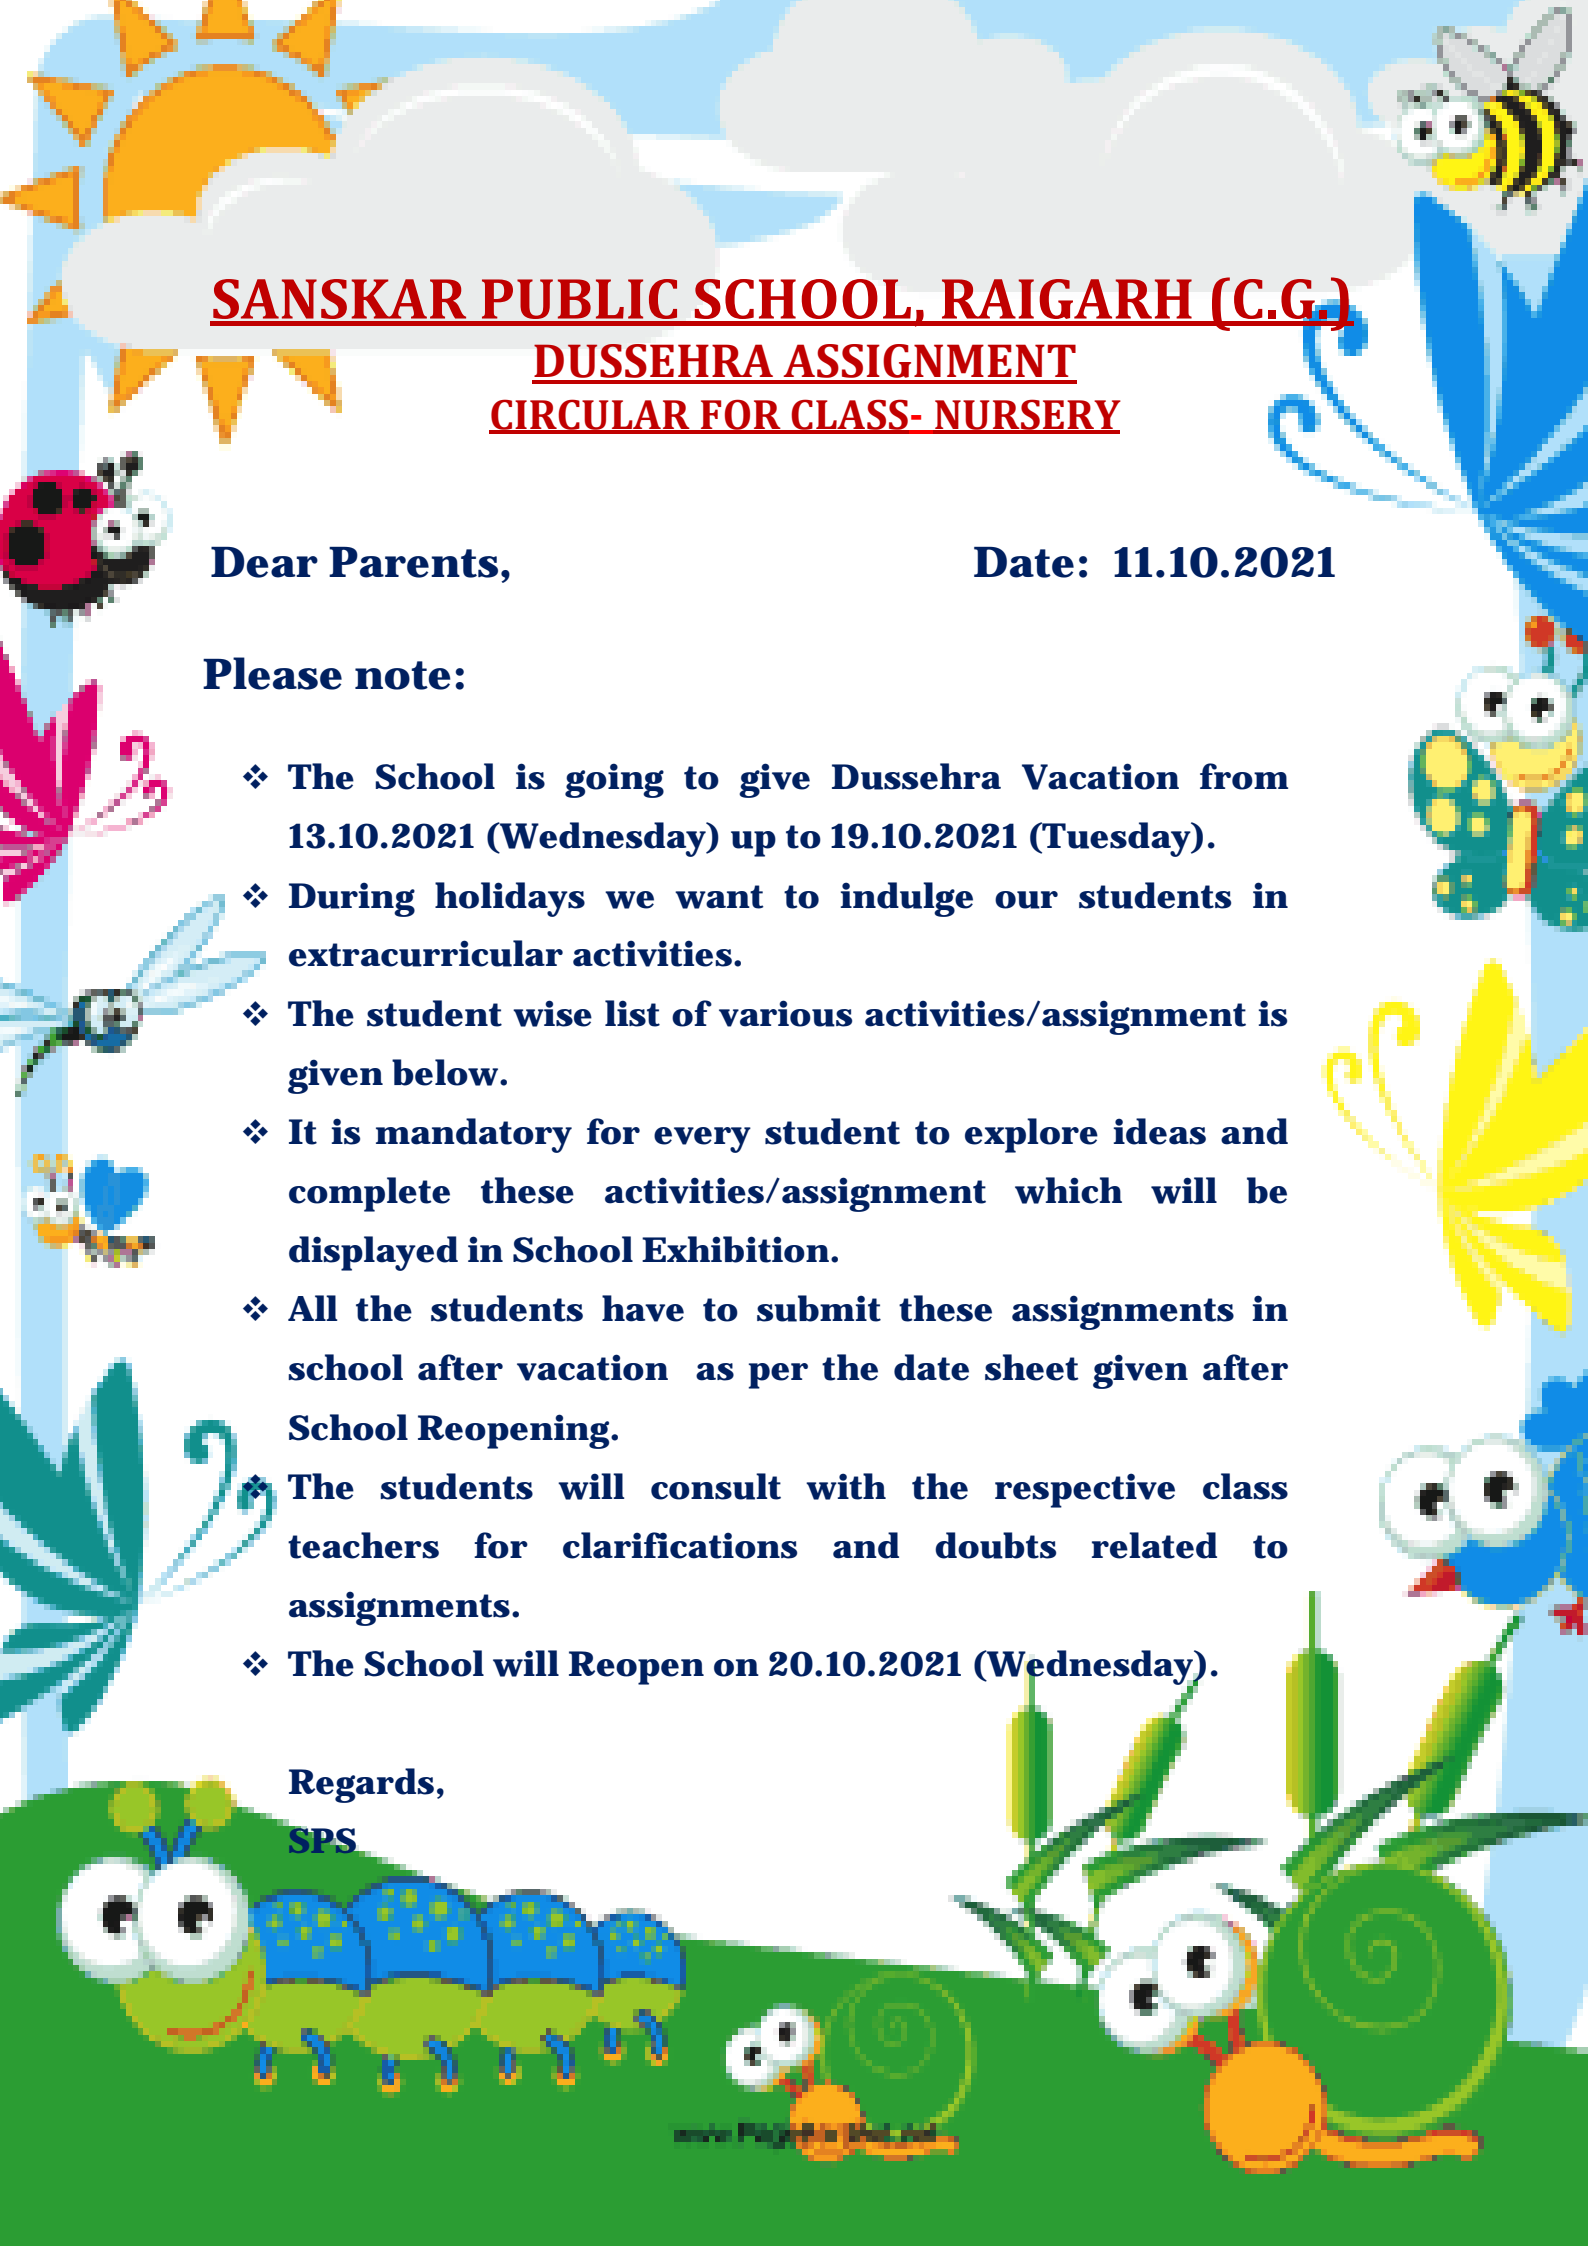 SANSKAR PUBLIC SCHOOL, RAIGARH (C.G.)
DUSSEHRA ASSIGNMENT
CIRCULAR FOR CLASS- NURSERY
Dear Parents, Date: 11.10.2021
Please note:
❖ The School is going to give Dussehra Vacation from
13.10.2021 (Wednesday) up to 19.10.2021 (Tuesday).
❖ During holidays we want to indulge our students in
extracurricular activities.
❖ The student wise list of various activities/assignment is
given below.
❖ It is mandatory for every student to explore ideas and
complete these activities/assignment which will be
displayed in School Exhibition.
❖ All the students have to submit these assignments in
school after vacation as per the date sheet given after
School Reopening.
❖ The students will consult with the respective class
teachers for clarifications and doubts related to
assignments.
❖ The School will Reopen on 20.10.2021 (Wednesday).
Regards,
SPS